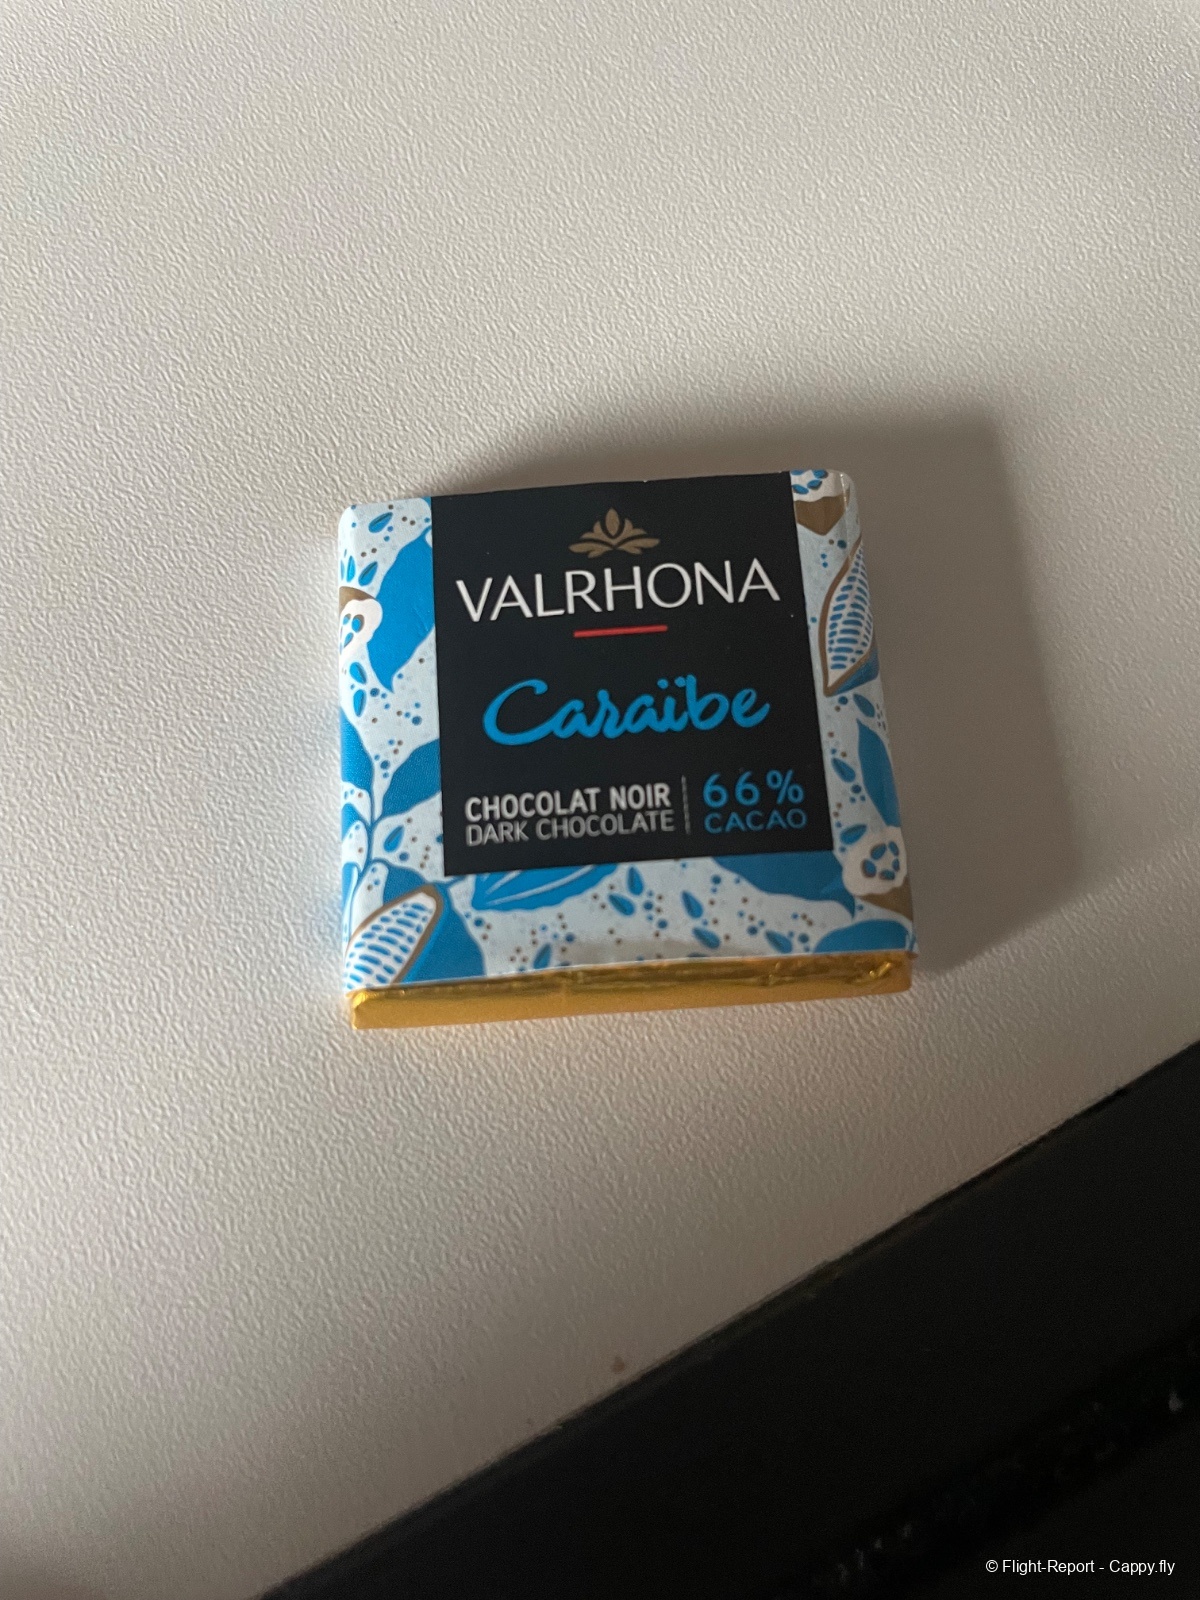 VALRHONA
Caraïbe
CHOCOLAT NOIR
DARK CHOCOLATE
66%
CACAO
© Flight-Report - Cappy.fly